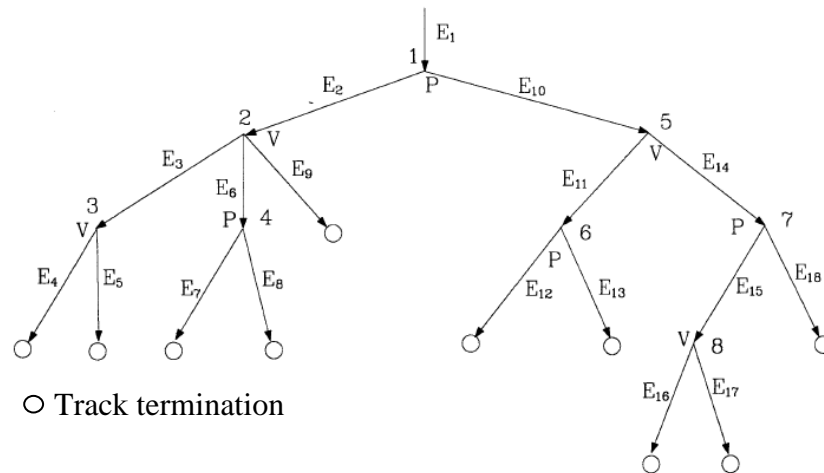 E₁
1
P
E₂
E₁₀
2
V
5
V
E₃
E₆
E₉
E₁₁
E₁₄
3
V
P
4
6
P
P
7
E₄
E₅
E₇
E₈
E₁₂
E₁₃
E₁₅
E₁₈
V
8
E₁₆
E₁₇
Track termination